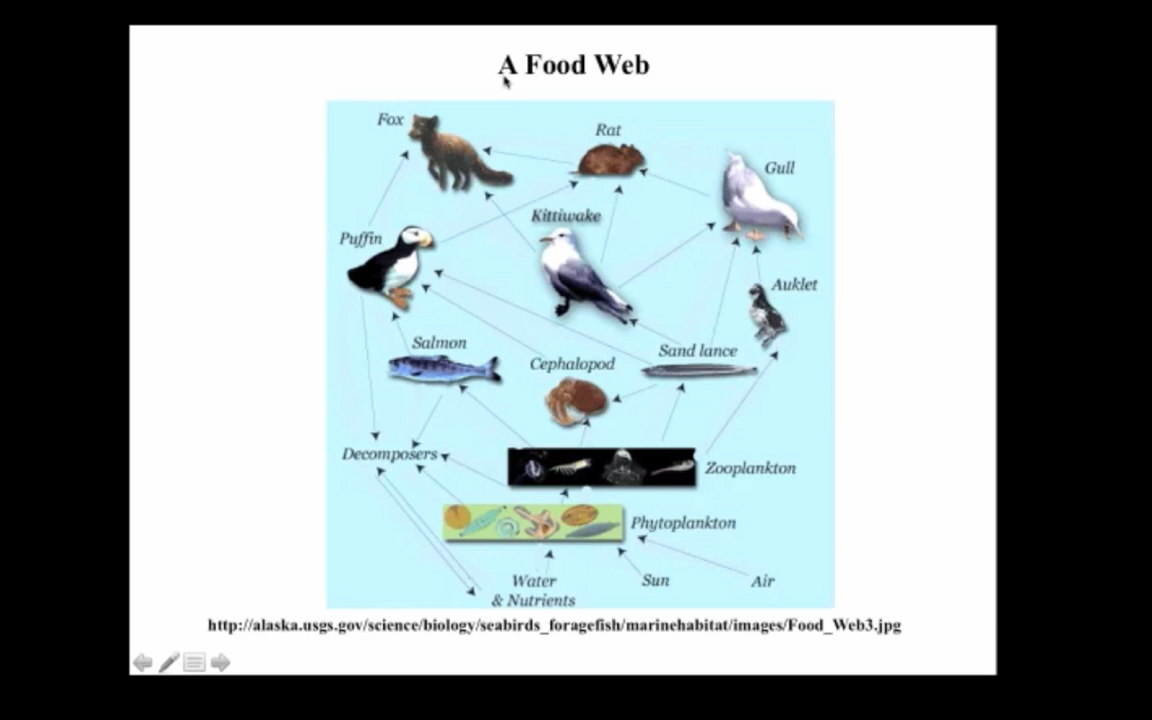 A Food Web
Fox
Rat
Gull
Kittiwake
Puffin
Auklet
Salmon
Sand lance
Cephalopod
Decomposers
Zooplankton
Phytoplankton
Water
& Nutrients
Sun
Air
http://alaska.usgs.gov/science/biology/seabirds_foragefish/marinehabitat/images/Food_Web3.jpg